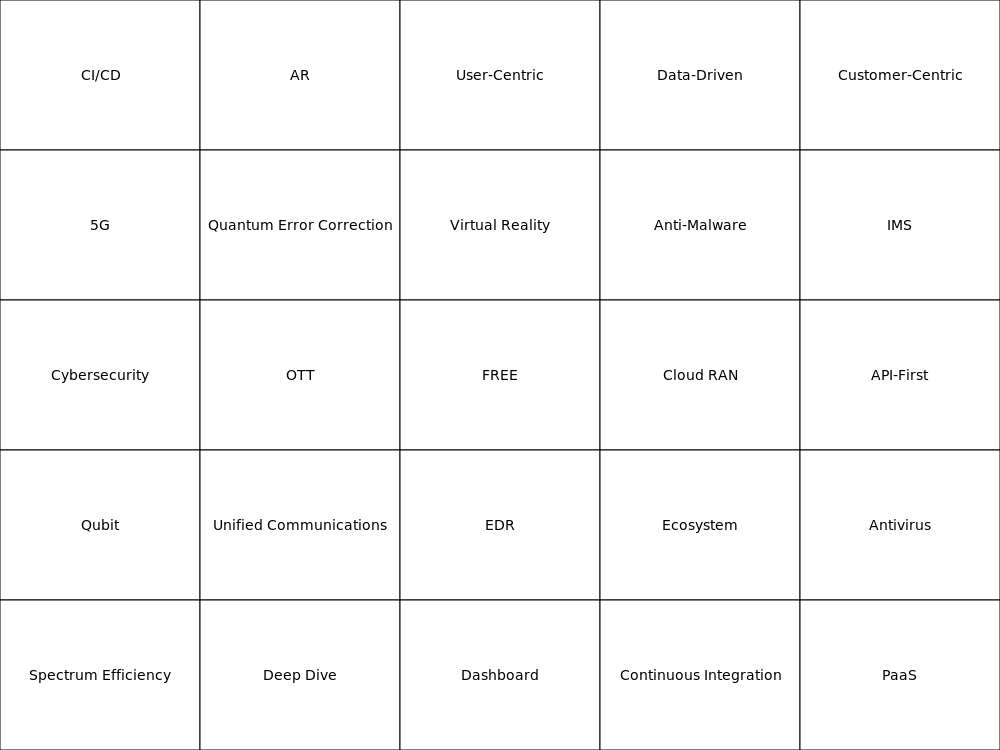 CI/CD
AR
User-Centric
Data-Driven
Customer-Centric
5G
Quantum Error Correction
Virtual Reality
Anti-Malware
IMS
Cybersecurity
OTT
FREE
Cloud RAN
API-First
Qubit
Unified Communications
EDR
Ecosystem
Antivirus
Spectrum Efficiency
Deep Dive
Dashboard
Continuous Integration
PaaS